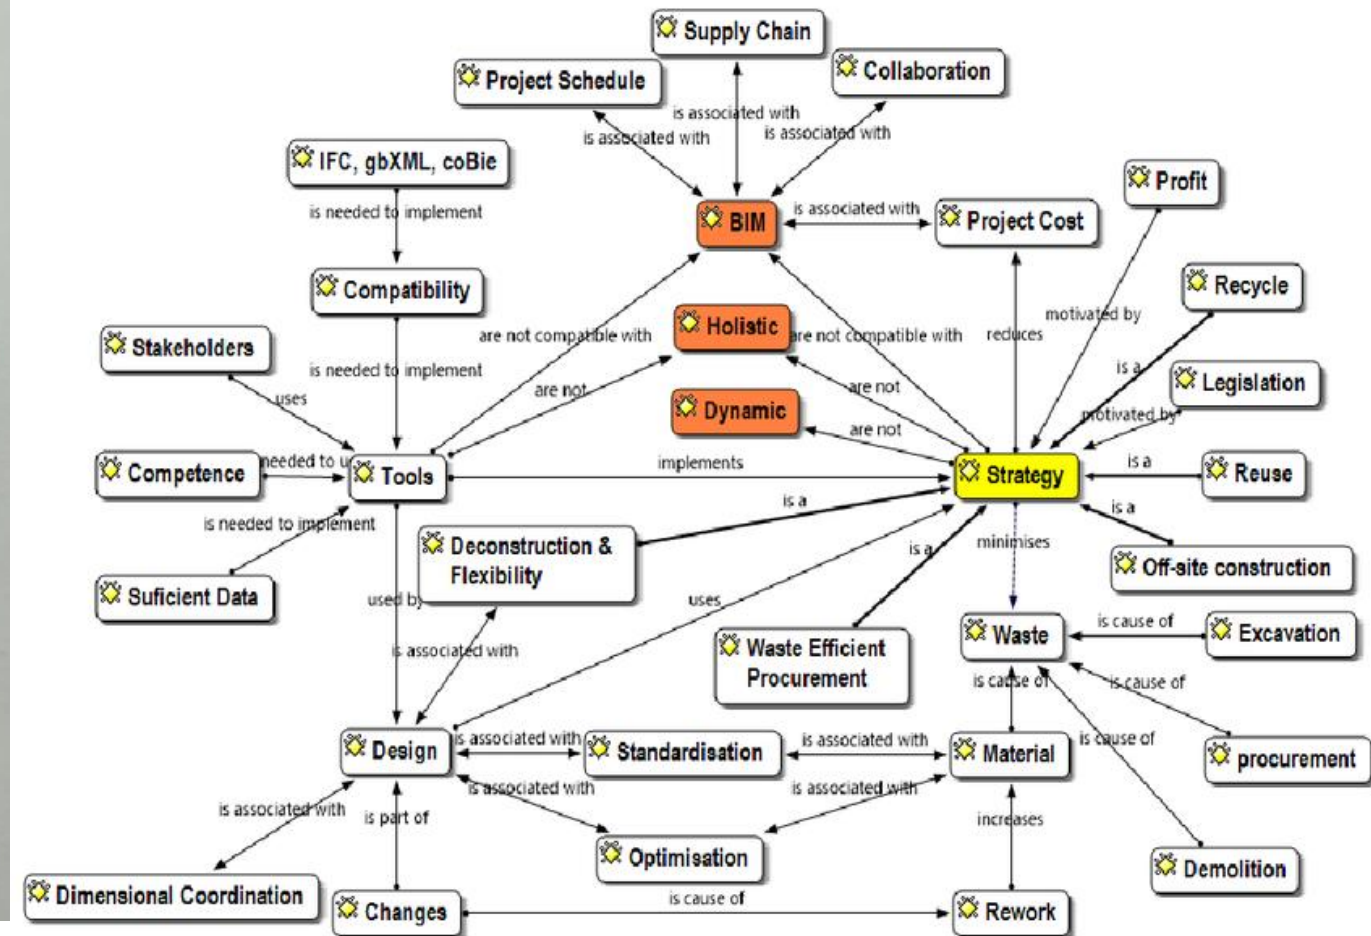 Supply Chain
Project Schedule
Collaboration
is associated with
is associated with
is associated with
IFC, gbXML, coBie
Profit
is needed to implement
BIM
is associated with
Project Cost
Compatibility
Recycle
Stakeholders
are not compatible with
Holistic
are not compatible with
reduces
motivated by
is needed to implement
is a
Legislation
uses
are not
Dynamic
are not
motivated by
are not
Competence
needed to u
Tools
implements
Strategy
is a
Reuse
is a
is a
is needed to implement
Deconstruction &
Flexibility
is a
minimises
Off-site construction
Suficient Data
used by
uses
is associated with
Waste Efficient
Procurement
Waste
is cause of
Excavation
is cause of
is cause of
Design
is associated with
Standardisation
is associated with
Material
is cause of
procurement
is associated with
is part of
is associated with
is associated with
increases
Optimisation
Demolition
Dimensional Coordination
Changes
is cause of
Rework